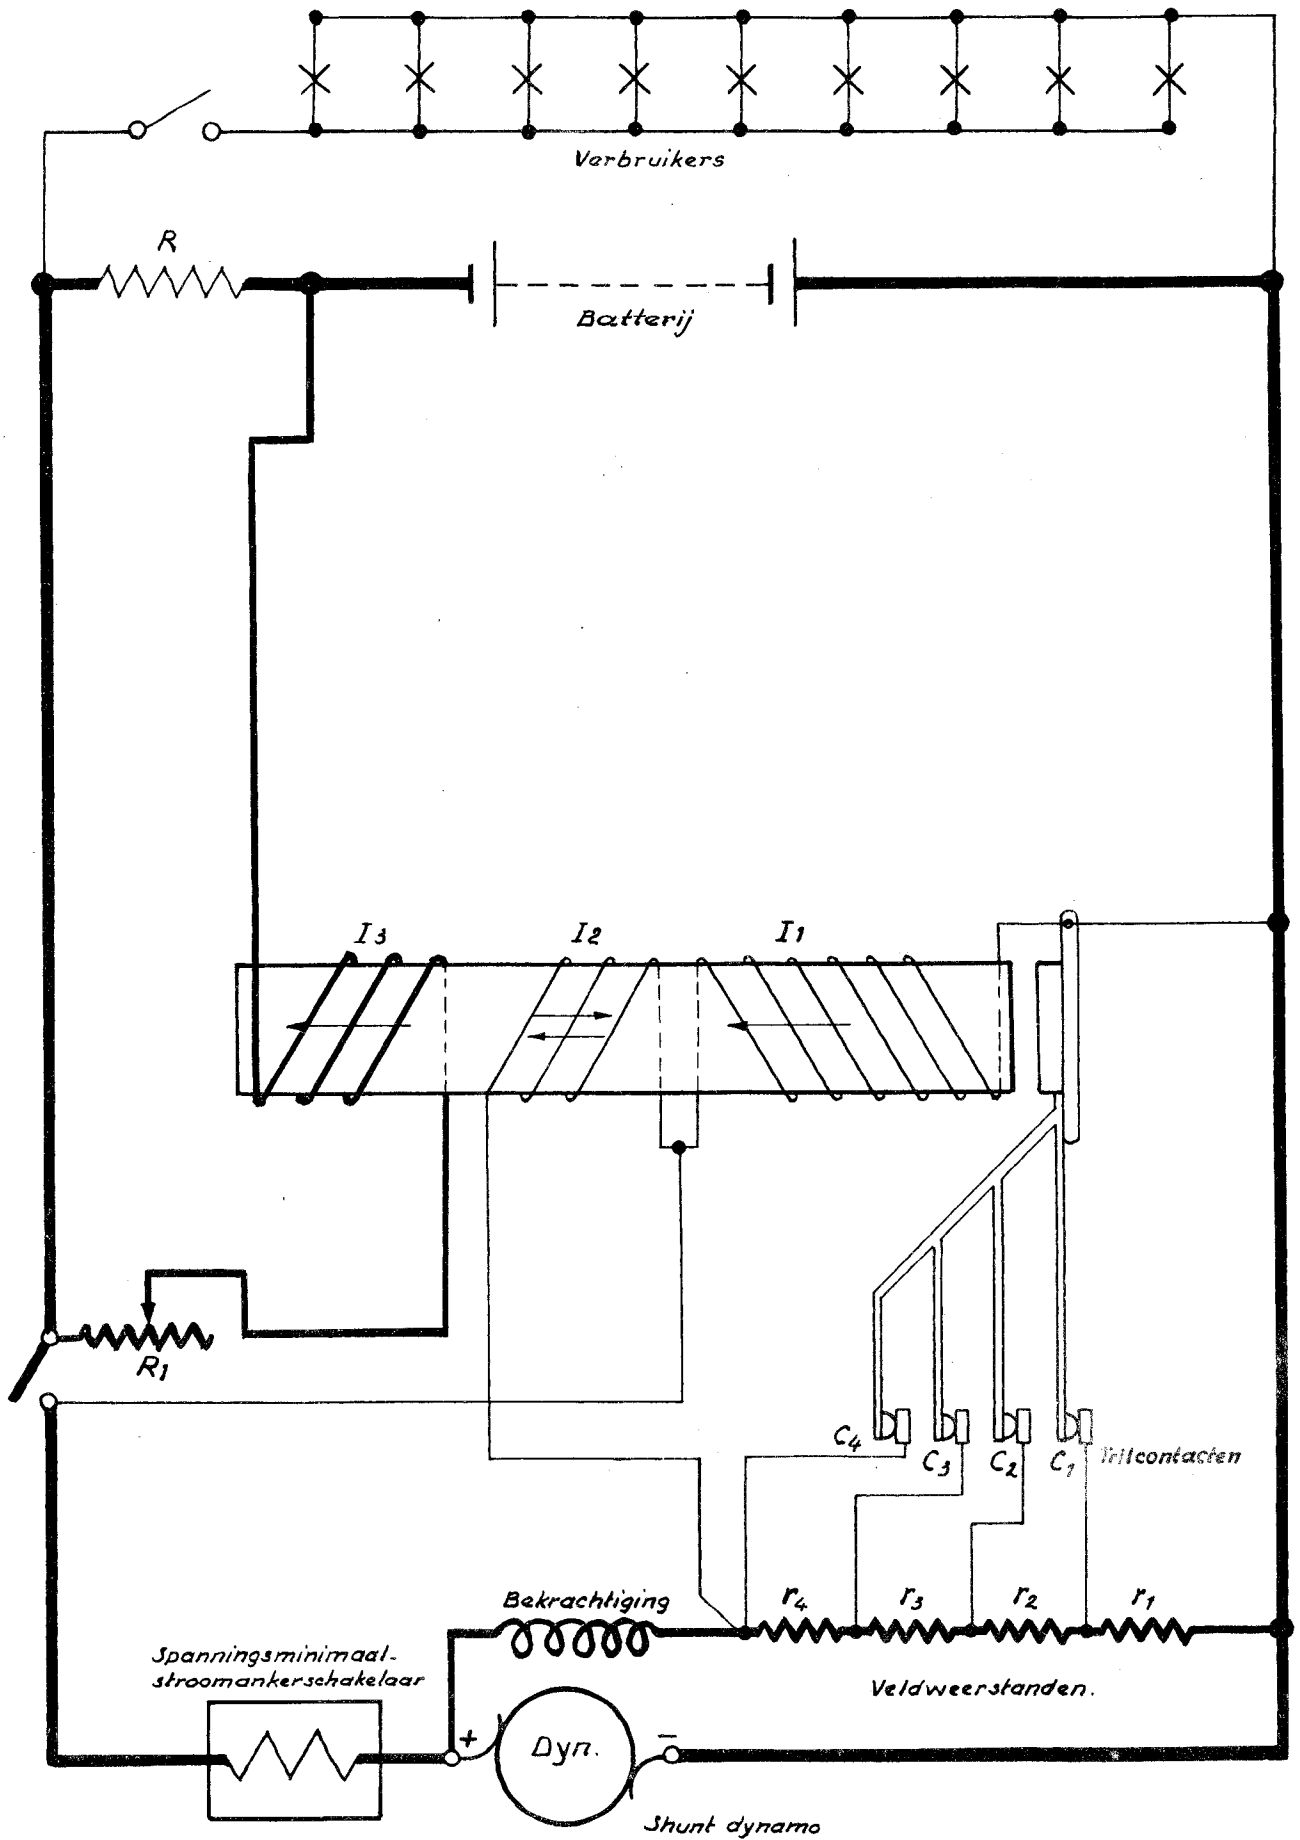 Verbruikers
R
Batterij
I3 I2 I1
R1
C4 C3 C2 C1 Trilcontacten
Bekrachtiging r4 r3 r2 r1
Spanningsminimaal-
stroomankerschakelaar
Veldweerstanden.
+ Dyn. −
Shunt dynamo